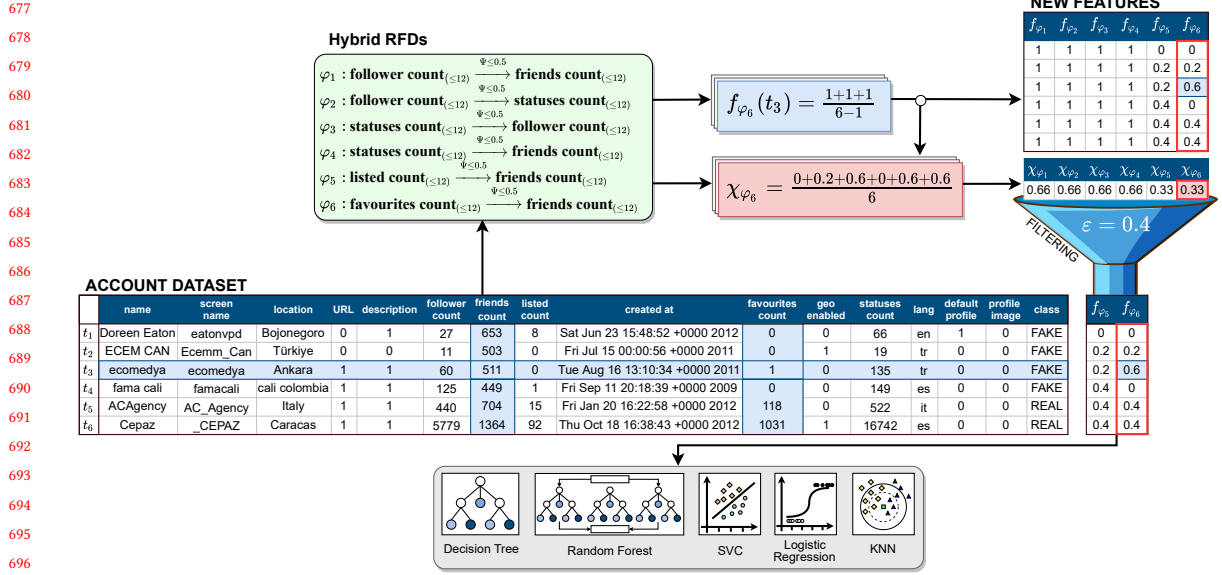 677
678
679
680
681
682
683
684
685
686
687
688
689
690
691
692
693
694
695
696
NEW FEATURES
f_φ1 f_φ2 f_φ3 f_φ4 f_φ5 f_φ6
1 1 1 1 0 0
1 1 1 1 0.2 0.2
1 1 1 1 0.2 0.6
1 1 1 1 0.4 0
1 1 1 1 0.4 0.4
1 1 1 1 0.4 0.4
Hybrid RFDs
φ1 : follower count(≤12) Ψ≤0.5 → friends count(≤12)
φ2 : follower count(≤12) Ψ≤0.5 → statuses count(≤12)
φ3 : statuses count(≤12) Ψ≤0.5 → follower count(≤12)
φ4 : statuses count(≤12) Ψ≤0.5 → friends count(≤12)
φ5 : listed count(≤12) Ψ≤0.5 → friends count(≤12)
φ6 : favourites count(≤12) Ψ≤0.5 → friends count(≤12)
f_φ6(t3) = 1+1+1 / 6−1
χ_φ6 = 0+0.2+0.6+0+0.6+0.6 / 6
χ_φ1 χ_φ2 χ_φ3 χ_φ4 χ_φ5 χ_φ6
0.66 0.66 0.66 0.66 0.33 0.33
FILTERING
ε = 0.4
ACCOUNT DATASET
name screen name location URL description follower count friends count listed count created at favourites count geo enabled statuses count lang default profile profile image class
t1 Doreen Eaton eatonvpd Bojonegoro 0 1 27 653 8 Sat Jun 23 15:48:52 +0000 2012 0 0 66 en 1 0 FAKE
t2 ECEM CAN Ecemm_Can Türkiye 0 0 11 503 0 Fri Jul 15 00:00:56 +0000 2011 0 1 19 tr 0 0 FAKE
t3 ecomedya ecomedya Ankara 1 1 60 511 0 Tue Aug 16 13:10:34 +0000 2011 1 0 135 tr 0 0 FAKE
t4 fama cali famacali cali colombia 1 1 125 449 1 Fri Sep 11 20:18:39 +0000 2009 0 0 149 es 0 0 FAKE
t5 ACAgency AC_Agency Italy 1 1 440 704 15 Fri Jan 20 16:22:58 +0000 2012 118 0 522 it 0 0 REAL
t6 Cepaz _CEPAZ Caracas 1 1 5779 1364 92 Thu Oct 18 16:38:43 +0000 2012 1031 1 16742 es 0 0 REAL
f_φ5 f_φ6
0 0
0.2 0.2
0.2 0.6
0.4 0
0.4 0.4
0.4 0.4
Decision Tree
Random Forest
SVC
Logistic
Regression
KNN